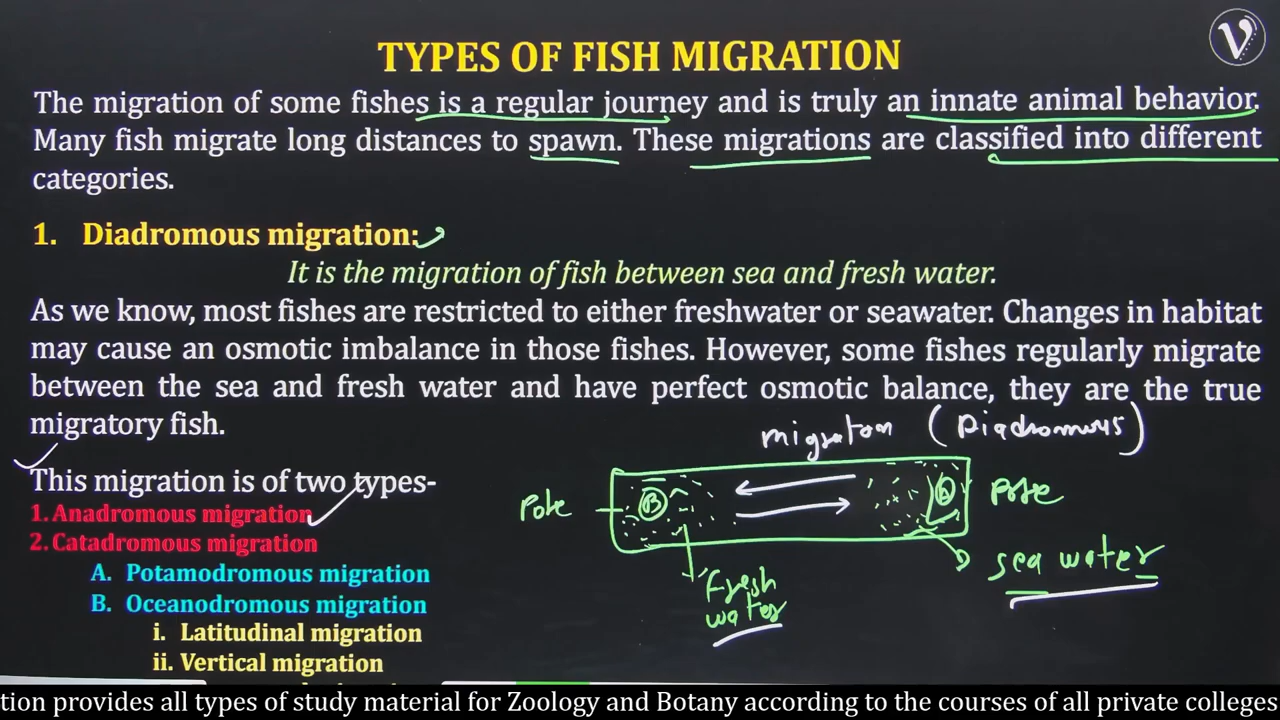 TYPES OF FISH MIGRATION
The migration of some fishes is a regular journey and is truly an innate animal behavior.
Many fish migrate long distances to spawn. These migrations are classified into different
categories.
1. Diadromous migration:
It is the migration of fish between sea and fresh water.
As we know, most fishes are restricted to either freshwater or seawater. Changes in habitat
may cause an osmotic imbalance in those fishes. However, some fishes regularly migrate
between the sea and fresh water and have perfect osmotic balance, they are the true
migratory fish.
migration (Diadromous)
This migration is of two types-
1. Anadromous migration
2. Catadromous migration
A. Potamodromous migration
B. Oceanodromous migration
i. Latitudinal migration
ii. Vertical migration
Pole
B
A
Pole
Fresh
water
sea water
V
tion provides all types of study material for Zoology and Botany according to the courses of all private colleges